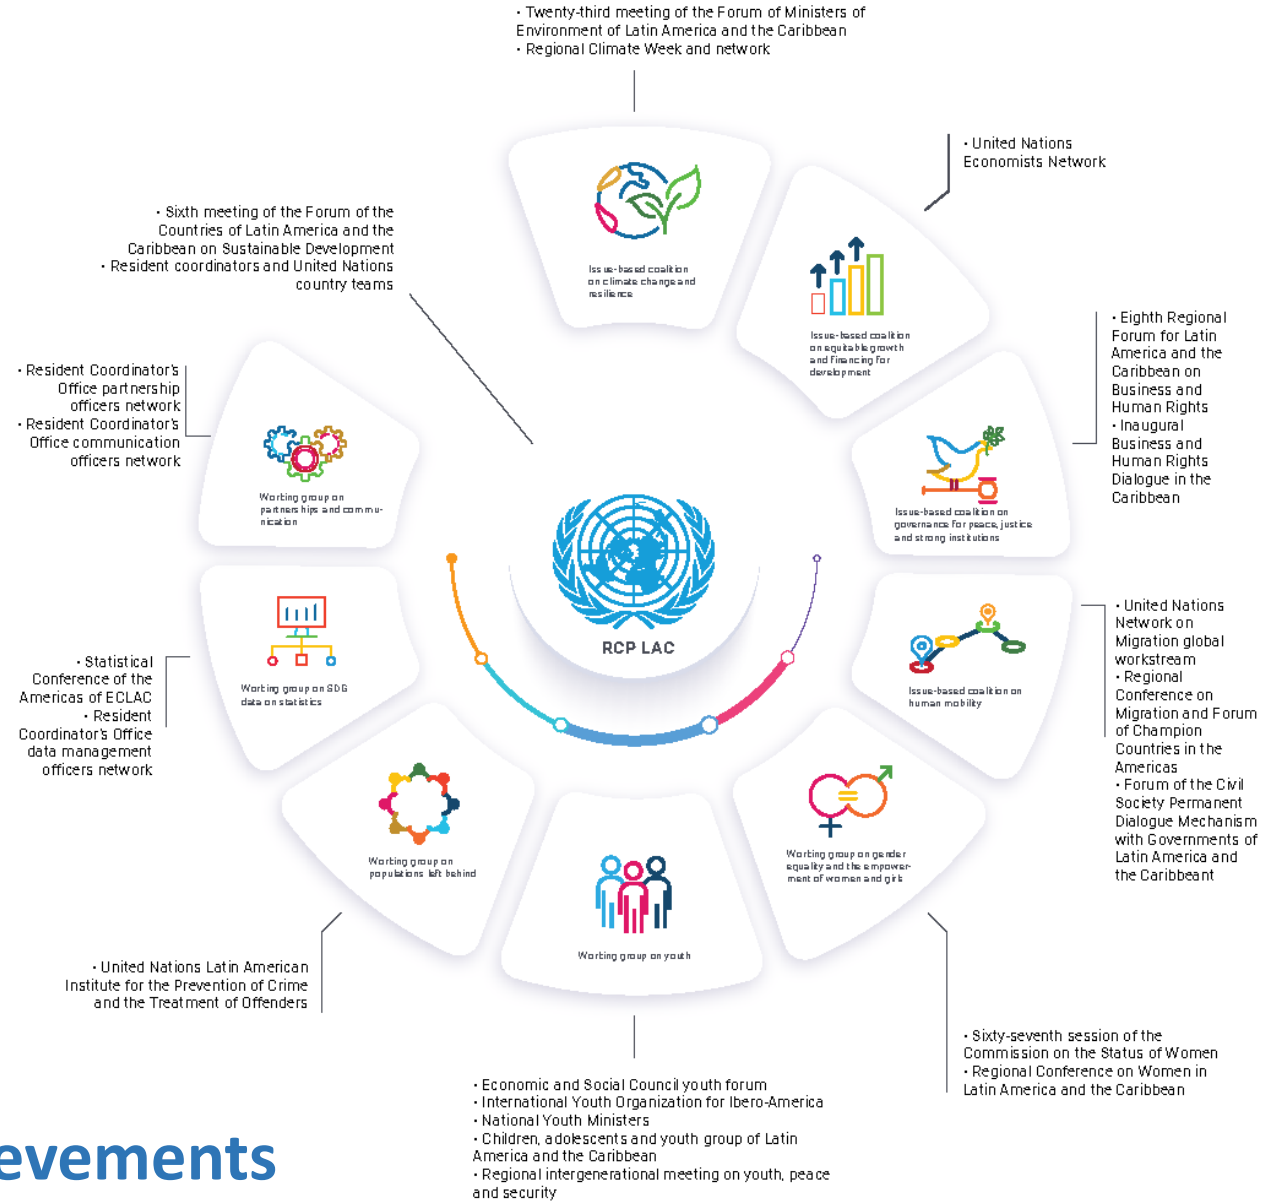 • Twenty-third meeting of the Forum of Ministers of
Environment of Latin America and the Caribbean
• Regional Climate Week and network
• United Nations
Economists Network
• Sixth meeting of the Forum of the
Countries of Latin America and the
Caribbean on Sustainable Development
• Resident coordinators and United Nations
country teams
Issue-based coalition
on climate change and
resilience
Issue-based coalition
on equitable growth
and financing for
development
• Eighth Regional
Forum for Latin
America and the
Caribbean on
Business and
Human Rights
• Inaugural
Business and
Human Rights
Dialogue in the
Caribbean
• Resident Coordinator's
Office partnership
officers network
• Resident Coordinator's
Office communication
officers network
Working group on
partnerships and commu-
nication
Issue-based coalition on
governance for peace, justice
and strong institutions
RCP LAC
• United Nations
Network on
Migration global
workstream
• Regional
Conference on
Migration and Forum
of Champion
Countries in the
Americas
• Forum of the Civil
Society Permanent
Dialogue Mechanism
with Governments of
Latin America and
the Caribbeant
Issue-based coalition on
human mobility
Working group on SDG
data on statistics
• Statistical
Conference of the
Americas of ECLAC
• Resident
Coordinator's Office
data management
officers network
Working group on
populations left behind
Working group on gender
equality and the empower-
ment of women and girls
Working group on youth
• United Nations Latin American
Institute for the Prevention of Crime
and the Treatment of Offenders
• Sixty-seventh session of the
Commission on the Status of Women
• Regional Conference on Women in
Latin America and the Caribbean
• Economic and Social Council youth forum
• International Youth Organization for Ibero-America
• National Youth Ministers
• Children, adolescents and youth group of Latin
America and the Caribbean
• Regional intergenerational meeting on youth, peace
and security
evements